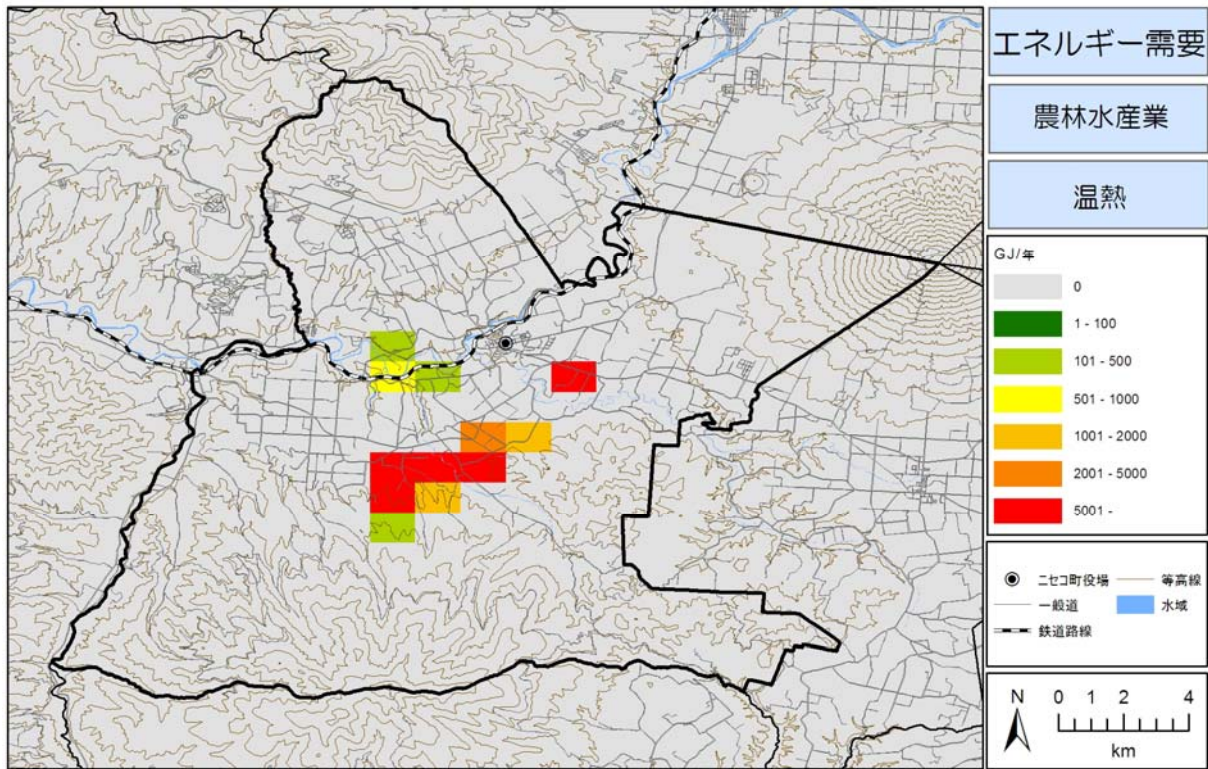 エネルギー需要
農林水産業
温熱
GJ/年
0
1 - 100
101 - 500
501 - 1000
1001 - 2000
2001 - 5000
5001 -
ニセコ町役場 等高線
一般道 水域
鉄道路線
N 0 1 2 4
km